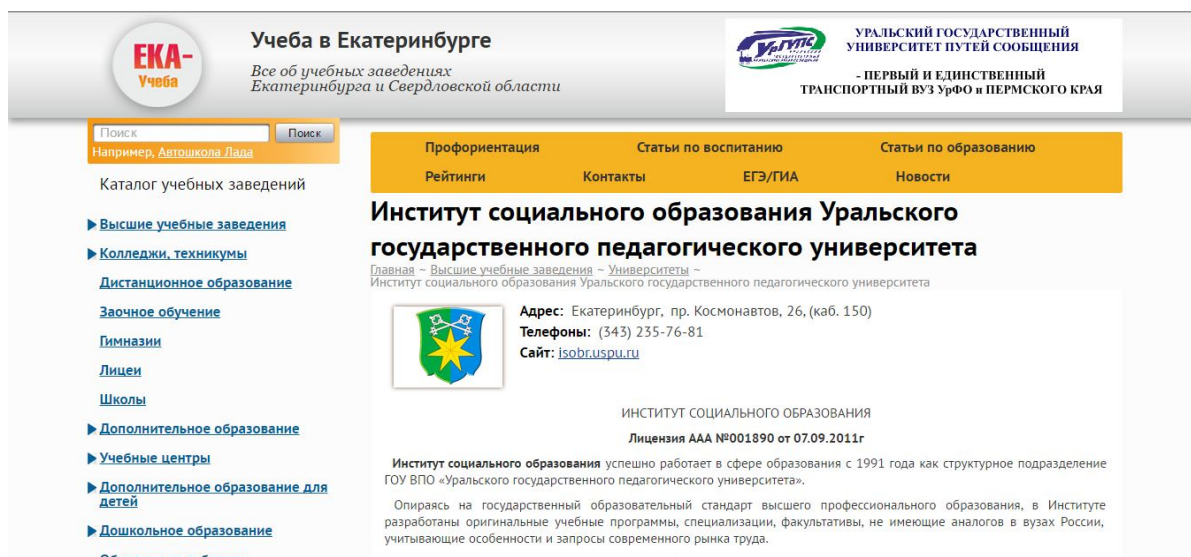 ЕКА-
Учеба
Учеба в Екатеринбурге
Все об учебных заведениях
Екатеринбурга и Свердловской области
УрГУПС
УРАЛЬСКИЙ ГОСУДАРСТВЕННЫЙ
УНИВЕРСИТЕТ ПУТЕЙ СООБЩЕНИЯ
- ПЕРВЫЙ И ЕДИНСТВЕННЫЙ
ТРАНСПОРТНЫЙ ВУЗ УрФО и ПЕРМСКОГО КРАЯ
Поиск Поиск
Например, Автошкола Лада
Каталог учебных заведений
Высшие учебные заведения
Колледжи, техникумы
Дистанционное образование
Заочное обучение
Гимназии
Лицеи
Школы
Дополнительное образование
Учебные центры
Дополнительное образование для
детей
Дошкольное образование
Профориентация Статьи по воспитанию Статьи по образованию
Рейтинги Контакты ЕГЭ/ГИА Новости
Институт социального образования Уральского
государственного педагогического университета
Главная ~ Высшие учебные заведения ~ Университеты ~
Институт социального образования Уральского государственного педагогического университета
Адрес: Екатеринбург, пр. Космонавтов, 26, (каб. 150)
Телефоны: (343) 235-76-81
Сайт: isobr.uspu.ru
ИНСТИТУТ СОЦИАЛЬНОГО ОБРАЗОВАНИЯ
Лицензия ААА №001890 от 07.09.2011г
Институт социального образования успешно работает в сфере образования с 1991 года как структурное подразделение
ГОУ ВПО «Уральского государственного педагогического университета».
Опираясь на государственный образовательный стандарт высшего профессионального образования, в Институте
разработаны оригинальные учебные программы, специализации, факультативы, не имеющие аналогов в вузах России,
учитывающие особенности и запросы современного рынка труда.